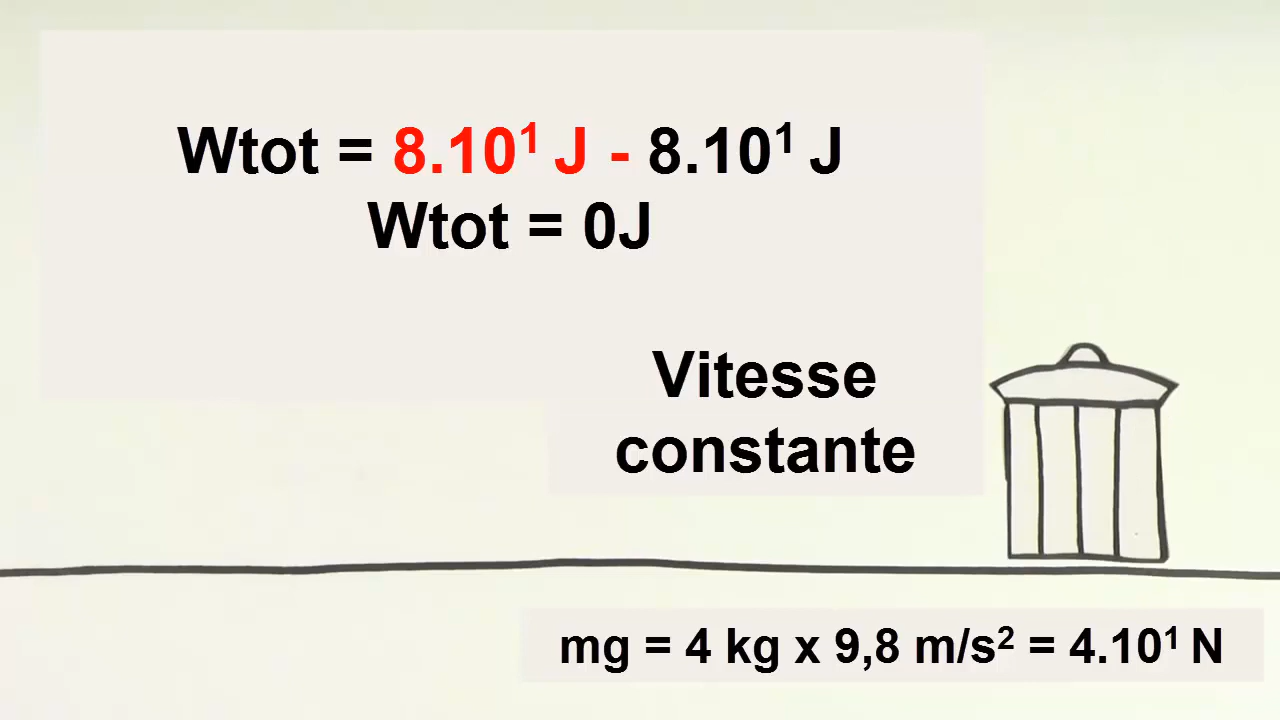 Wtot = 8.10¹ J - 8.10¹ J
Wtot = 0J
Vitesse
constante
mg = 4 kg x 9,8 m/s² = 4.10¹ N